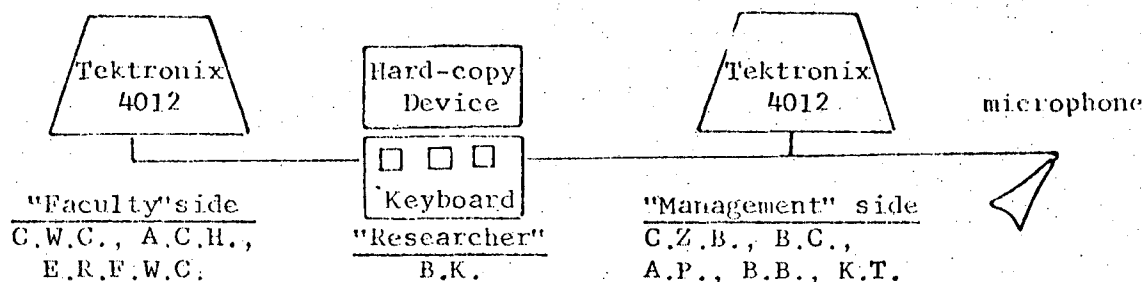 Tektronix
4012
Hard-copy
Device
Tektronix
4012
microphone
Keyboard
"Faculty"side
C.W.C., A.C.H.,
E.R.F.W.C.
"Researcher"
B.K.
"Management" side
C.Z.B., B.C.,
A.P., B.B., K.T.